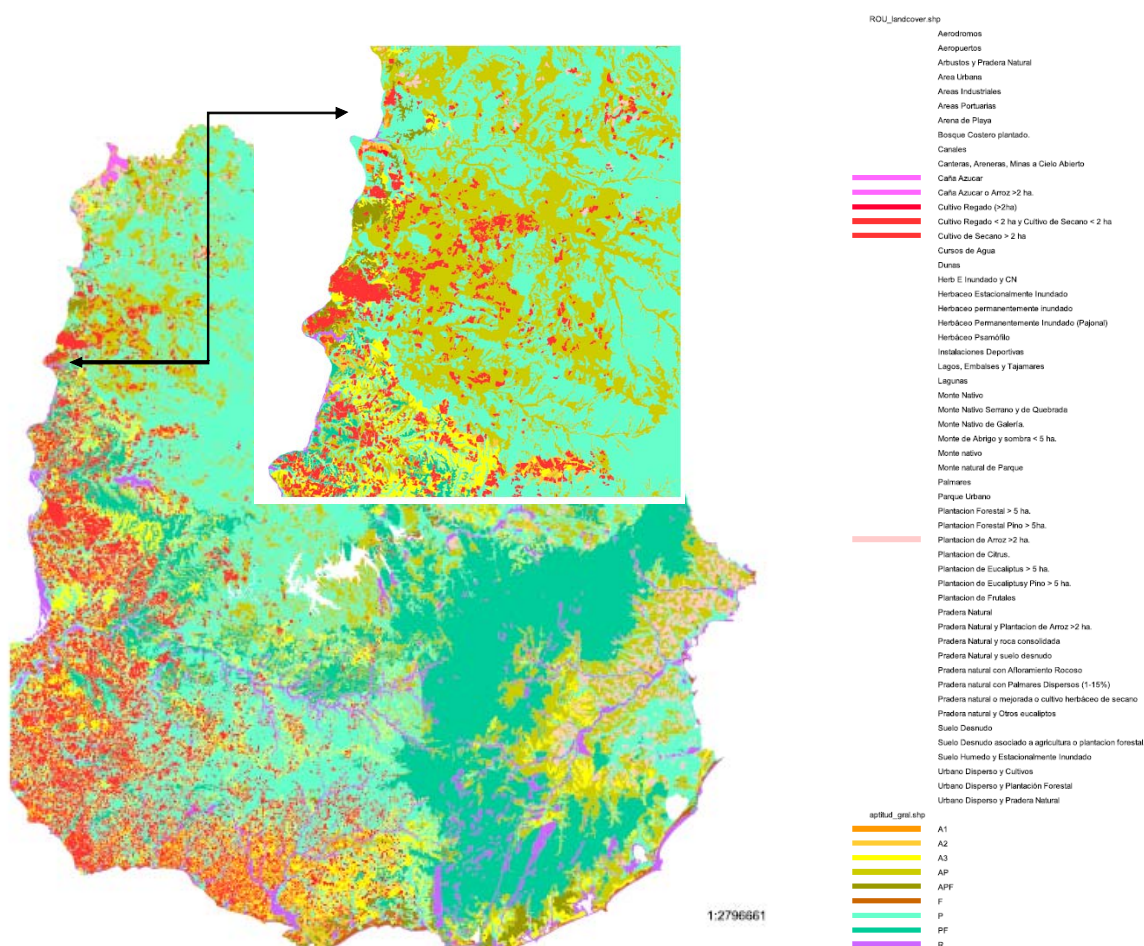 ROU_landcover.shp
Aerodromos
Aeropuertos
Arbustos y Pradera Natural
Area Urbana
Areas Industriales
Areas Portuarias
Arena de Playa
Bosque Costero plantado.
Canales
Canteras, Areneras, Minas a Cielo Abierto
Caña Azucar
Caña Azucar o Arroz >2 ha.
Cultivo Regado (>2ha)
Cultivo Regado < 2 ha y Cultivo de Secano < 2 ha
Cultivo de Secano > 2 ha
Cursos de Agua
Dunas
Herb E Inundado y CN
Herbaceo Estacionalmente Inundado
Herbaceo permanentemente inundado
Herbáceo Permanentemente Inundado (Pajonal)
Herbáceo Psamófilo
Instalaciones Deportivas
Lagos, Embalses y Tajamares
Lagunas
Monte Nativo
Monte Nativo Serrano y de Quebrada
Monte Nativo de Galería.
Monte de Abrigo y sombra < 5 ha.
Monte nativo
Monte natural de Parque
Palmares
Parque Urbano
Plantacion Forestal > 5 ha.
Plantacion Forestal Pino > 5ha.
Plantacion de Arroz >2 ha.
Plantacion de Citrus.
Plantacion de Eucaliptus > 5 ha.
Plantacion de Eucaliptusy Pino > 5 ha.
Plantacion de Frutales
Pradera Natural
Pradera Natural y Plantacion de Arroz >2 ha.
Pradera Natural y roca consolidada
Pradera Natural y suelo desnudo
Pradera natural con Afloramiento Rocoso
Pradera natural con Palmares Dispersos (1-15%)
Pradera natural o mejorada o cultivo herbáceo de secano
Pradera natural y Otros eucaliptos
Suelo Desnudo
Suelo Desnudo asociado a agricultura o plantacion forestal
Suelo Humedo y Estacionalmente Inundado
Urbano Disperso y Cultivos
Urbano Disperso y Plantación Forestal
Urbano Disperso y Pradera Natural
aptitud_gral.shp
A1
A2
A3
AP
APF
F
P
PF
R
1:2796661